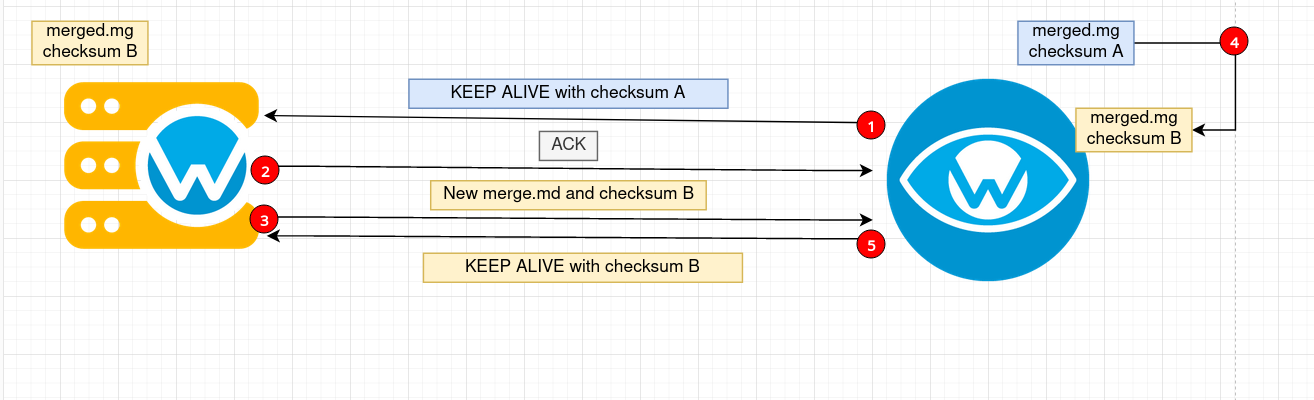 merged.mg
checksum B
merged.mg
checksum A
4
KEEP ALIVE with checksum A
1
merged.mg
checksum B
ACK
2
New merge.md and checksum B
3
5
KEEP ALIVE with checksum B
W
W